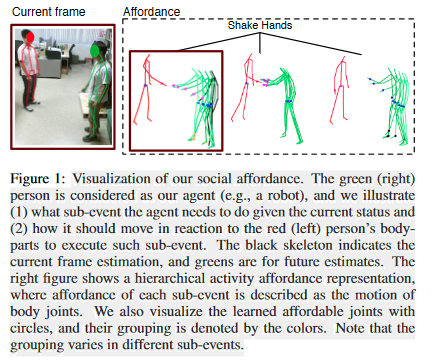 Current frame
Affordance
Shake Hands
Figure 1: Visualization of our social affordance. The green (right)
person is considered as our agent (e.g., a robot), and we illustrate
(1) what sub-event the agent needs to do given the current status and
(2) how it should move in reaction to the red (left) person's body-
parts to execute such sub-event. The black skeleton indicates the
current frame estimation, and greens are for future estimates. The
right figure shows a hierarchical activity affordance representation,
where affordance of each sub-event is described as the motion of
body joints. We also visualize the learned affordable joints with
circles, and their grouping is denoted by the colors. Note that the
grouping varies in different sub-events.